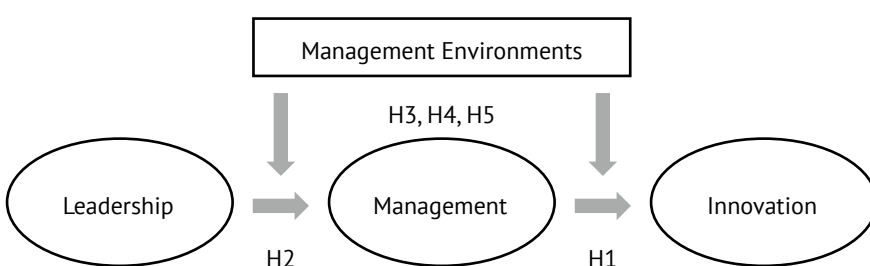 Management Environments
H3, H4, H5
Leadership
Management
Innovation
H2
H1